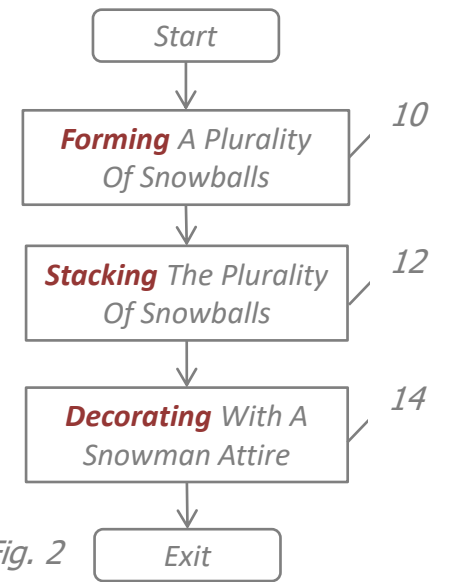 Start
Forming A Plurality
Of Snowballs
10
Stacking The Plurality
Of Snowballs
12
Decorating With A
Snowman Attire
14
Fig. 2
Exit